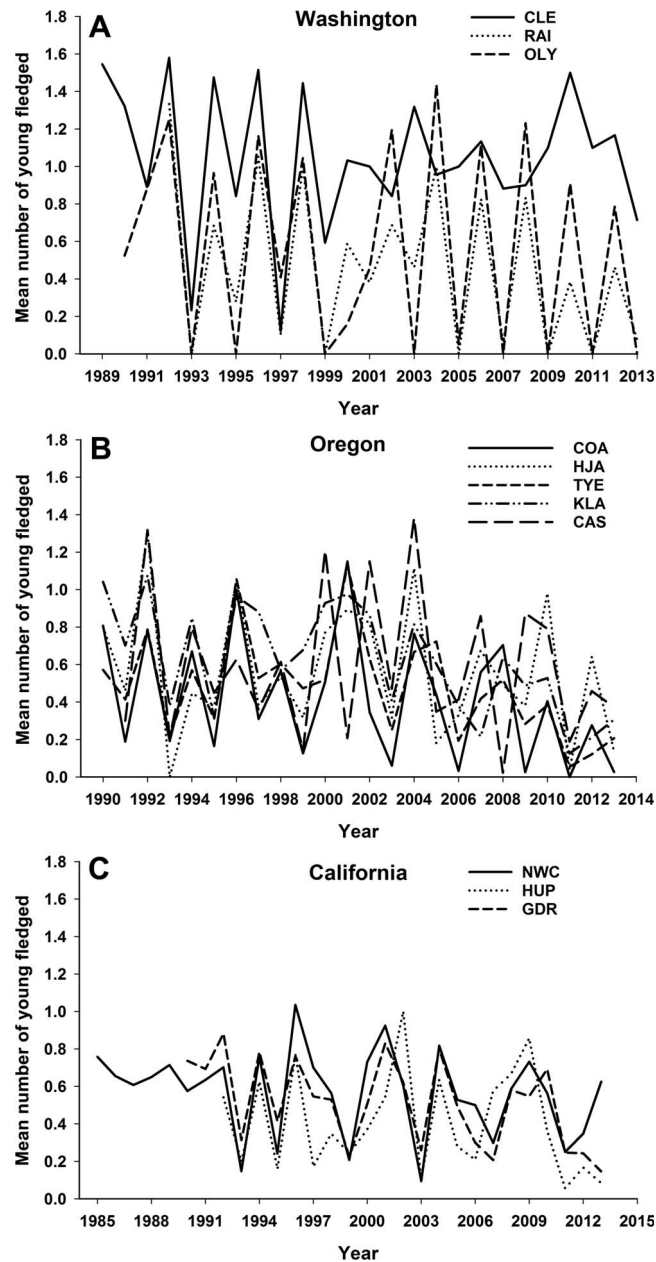 A
Washington
CLE
RAI
OLY
Mean number of young fledged
1.8
1.6
1.4
1.2
1.0
0.8
0.6
0.4
0.2
0.0
1989 1991 1993 1995 1997 1999 2001 2003 2005 2007 2009 2011 2013
Year
B
Oregon
COA
HJA
TYE
KLA
CAS
Mean number of young fledged
1.8
1.6
1.4
1.2
1.0
0.8
0.6
0.4
0.2
0.0
1990 1992 1994 1996 1998 2000 2002 2004 2006 2008 2010 2012 2014
Year
C
California
NWC
HUP
GDR
Mean number of young fledged
1.8
1.6
1.4
1.2
1.0
0.8
0.6
0.4
0.2
0.0
1985 1988 1991 1994 1997 2000 2003 2006 2009 2012 2015
Year